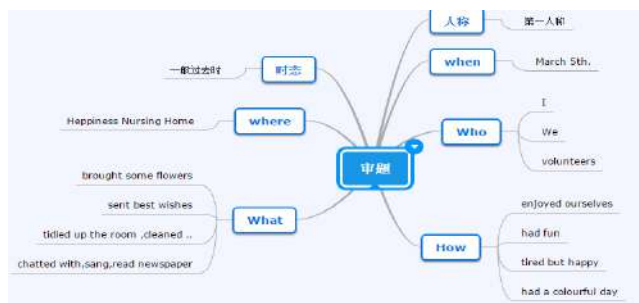 人称
第一人称
when
March 5th.
Who
I
We
volunteers
How
enjoyed ourselves
had fun
tired but happy
had a colourful day
审题
时态
一般过去时
where
Heppiness Nursing Home
What
brought some flowers
sent best wishes
tidied up the room ,cleaned ..
chatted with,sang,read newspaper